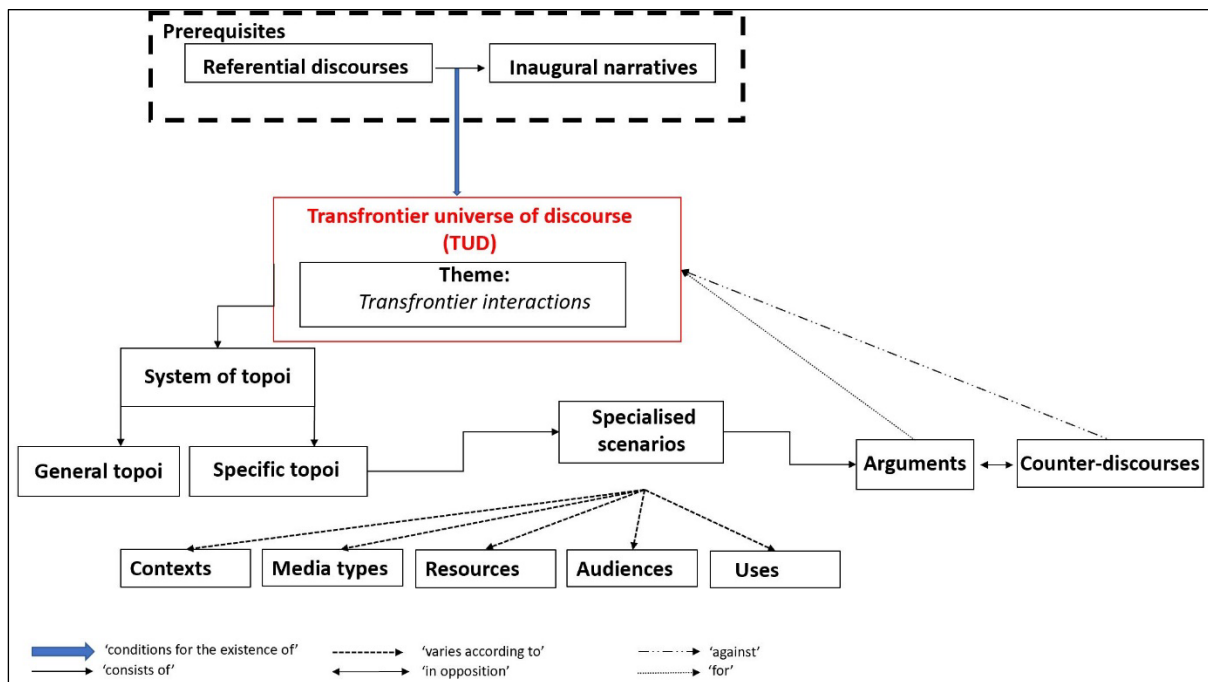 Prerequisites
Referential discourses
Inaugural narratives
Transfrontier universe of discourse
(TUD)
Theme:
Transfrontier interactions
System of topoi
General topoi
Specific topoi
Specialised
scenarios
Arguments
Counter-discourses
Contexts
Media types
Resources
Audiences
Uses
‘conditions for the existence of’
‘varies according to’
‘against’
‘consists of’
‘in opposition’
‘for’